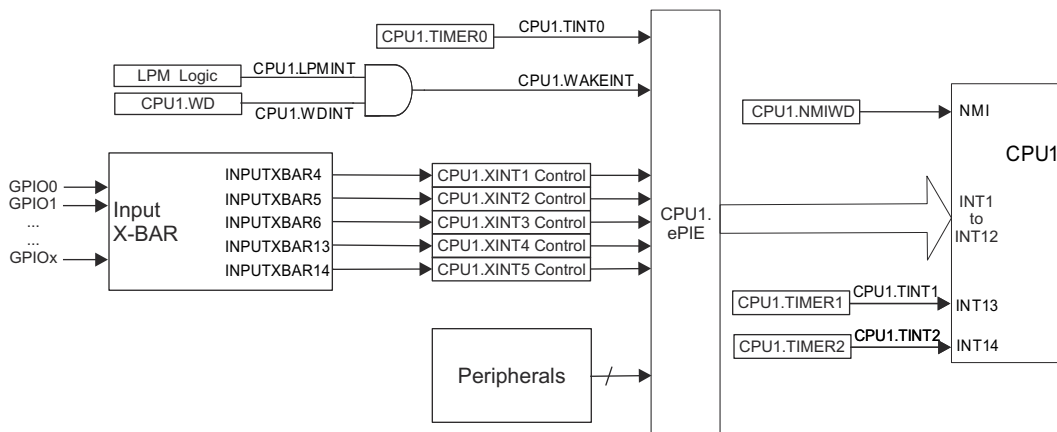 CPU1.TIMER0
CPU1.TINT0
LPM Logic
CPU1.LPMINT
CPU1.WD
CPU1.WDINT
CPU1.WAKEINT
GPIO0
GPIO1
...
...
GPIOx
Input
X-BAR
INPUTXBAR4
INPUTXBAR5
INPUTXBAR6
INPUTXBAR13
INPUTXBAR14
CPU1.XINT1 Control
CPU1.XINT2 Control
CPU1.XINT3 Control
CPU1.XINT4 Control
CPU1.XINT5 Control
Peripherals
CPU1.
ePIE
CPU1.NMIWD
NMI
CPU1
INT1
to
INT12
CPU1.TIMER1
CPU1.TINT1
INT13
CPU1.TIMER2
CPU1.TINT2
INT14